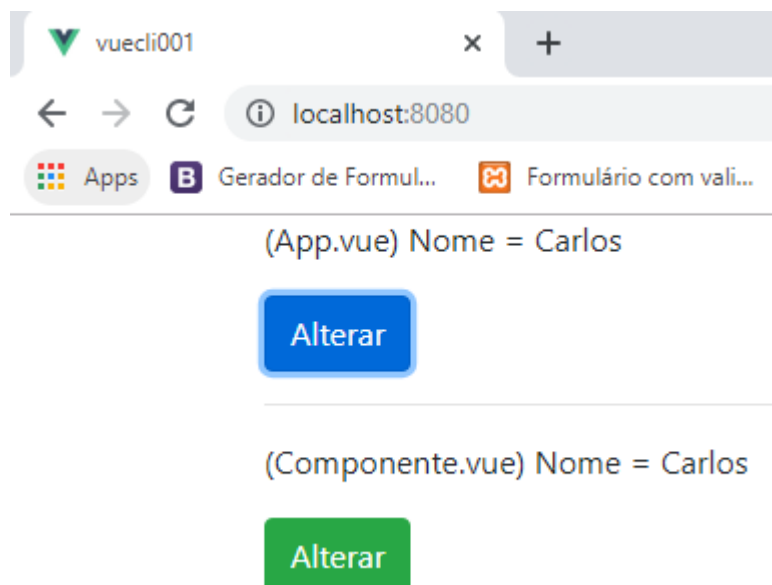 vuecli001
localhost:8080
Apps B Gerador de Formul... Formulário com vali...
(App.vue) Nome = Carlos
Alterar
(Componente.vue) Nome = Carlos
Alterar